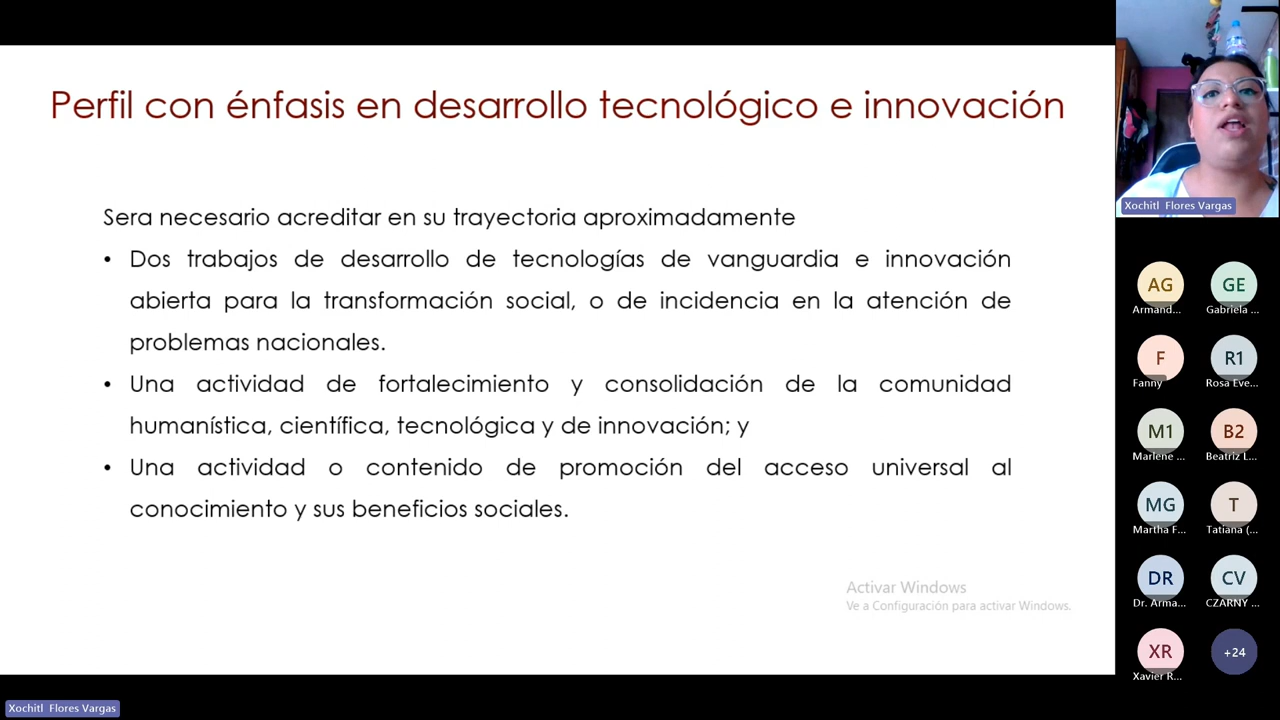 Perfil con énfasis en desarrollo tecnológico e innovación
Sera necesario acreditar en su trayectoria aproximadamente
• Dos trabajos de desarrollo de tecnologías de vanguardia e innovación
abierta para la transformación social, o de incidencia en la atención de
problemas nacionales.
• Una actividad de fortalecimiento y consolidación de la comunidad
humanística, científica, tecnológica y de innovación; y
• Una actividad o contenido de promoción del acceso universal al
conocimiento y sus beneficios sociales.
Activar Windows
Ve a Configuración para activar Windows.
Xochitl Flores Vargas
AG
GE
Armand...
Gabriela ...
F
R1
Fanny
Rosa Eve...
M1
B2
Marlene ...
Beatriz L...
MG
T
Martha F...
Tatiana (...
DR
CV
Dr. Arma...
CZARNY ...
XR
+24
Xavier R...
Xochitl Flores Vargas